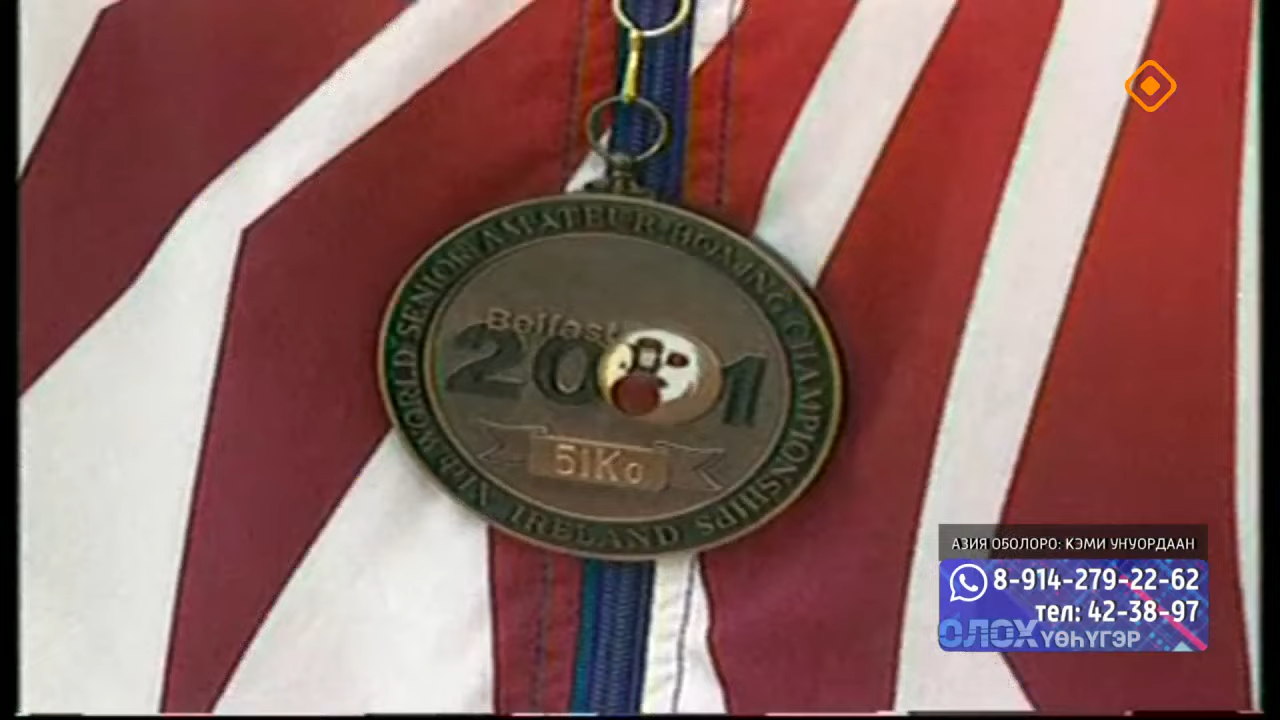 WORLD SENIOR AMATEUR BOXING CHAMPIONSHIPS
IRELAND
Belfast
2001
51Kg
АЗИЯ ОБОЛОРО: КЭМИ УНУОРДААН
8-914-279-22-62
тел: 42-38-97
ОЛОХ ҮӨҺҮГЭР